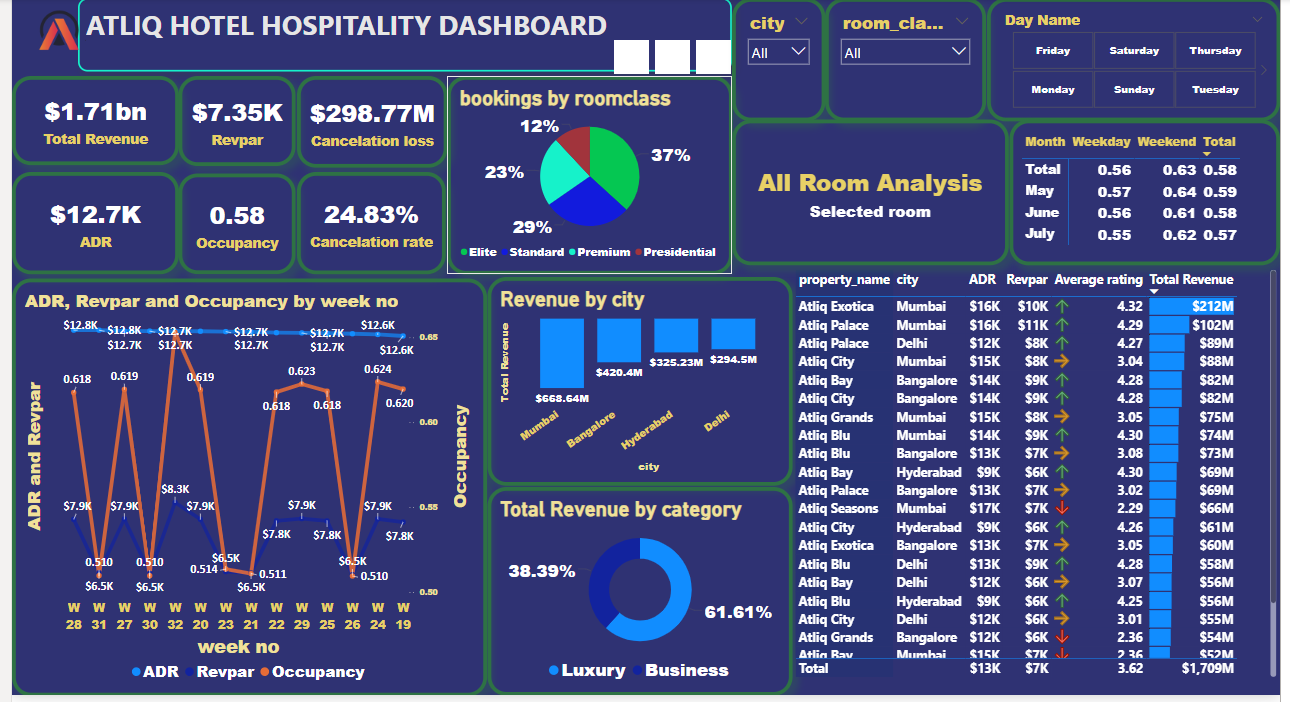 ATLIQ HOTEL HOSPITALITY DASHBOARD
city
All
room_cla...
All
Day Name
Friday Saturday Thursday
Monday Sunday Tuesday
$1.71bn
Total Revenue
$7.35K
Revpar
$298.77M
Cancelation loss
$12.7K
ADR
0.58
Occupancy
24.83%
Cancelation rate
bookings by roomclass
12%
37%
23%
29%
Elite Standard Premium Presidential
All Room Analysis
Selected room
Month Weekday Weekend Total
Total 0.56 0.63 0.58
May 0.57 0.64 0.59
June 0.56 0.61 0.58
July 0.55 0.62 0.57
ADR, Revpar and Occupancy by week no
$12.8K $12.8K $12.7K $12.7K $12.7K $12.6K
$12.7K $12.7K $12.7K $12.7K $12.6K
0.65
0.618 0.619 0.619 0.623 0.624
0.618 0.618 0.620
0.60
ADR and Revpar
Occupancy
$8.3K
$7.9K $7.9K $7.9K $7.9K $7.9K
0.55
$7.8K $7.8K $7.8K
0.510 0.510 $6.5K $6.5K
0.514 0.511 0.510
$6.5K $6.5K $6.5K
0.50
W W W W W W W W W W W W W W
28 31 27 30 32 20 23 21 22 29 25 26 24 19
week no
ADR Revpar Occupancy
Revenue by city
Total Revenue
$668.64M
$420.4M
$325.23M
$294.5M
Mumbai
Bangalore
Hyderabad
Delhi
city
Total Revenue by category
38.39%
61.61%
Luxury Business
property_name city ADR Revpar Average rating Total Revenue
Atliq Exotica Mumbai $16K $10K 4.32 $212M
Atliq Palace Mumbai $16K $11K 4.29 $102M
Atliq Palace Delhi $12K $8K 4.27 $89M
Atliq City Mumbai $15K $8K 3.04 $88M
Atliq Bay Bangalore $14K $9K 4.28 $82M
Atliq City Bangalore $14K $9K 4.28 $82M
Atliq Grands Mumbai $15K $8K 3.05 $75M
Atliq Blu Mumbai $14K $9K 4.30 $74M
Atliq Blu Bangalore $13K $7K 3.08 $73M
Atliq Bay Hyderabad $9K $6K 4.30 $69M
Atliq Palace Bangalore $13K $7K 3.02 $69M
Atliq Seasons Mumbai $17K $7K 2.29 $66M
Atliq City Hyderabad $9K $6K 4.26 $61M
Atliq Exotica Bangalore $13K $7K 3.05 $60M
Atliq Blu Delhi $13K $9K 4.28 $58M
Atliq Bay Delhi $12K $6K 3.07 $56M
Atliq Blu Hyderabad $9K $6K 4.25 $56M
Atliq City Delhi $12K $6K 3.01 $55M
Atliq Grands Bangalore $12K $6K 2.36 $54M
Atliq Bay Mumbai $15K $7K 2.36 $52M
Total $13K $7K 3.62 $1,709M